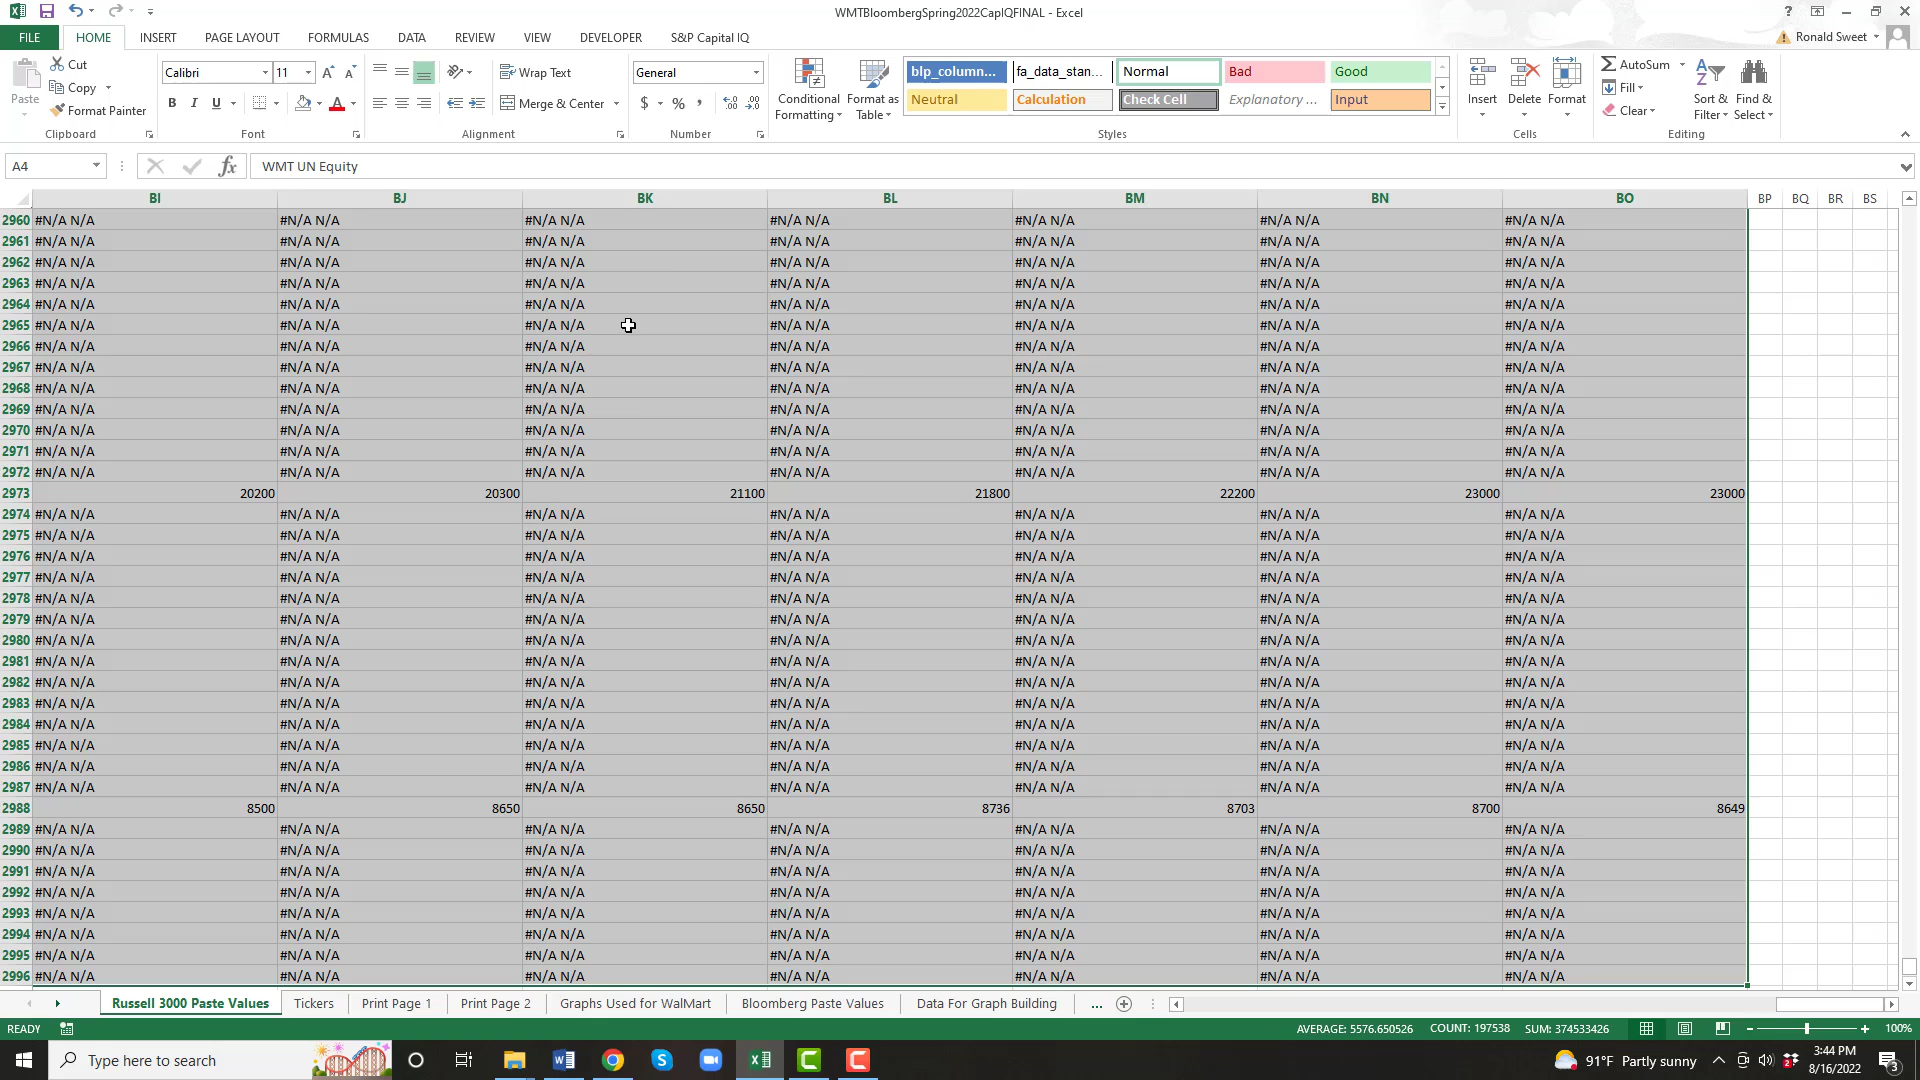 WMTBloombergSpring2022CapIQFINAL - Excel
FILE HOME INSERT PAGE LAYOUT FORMULAS DATA REVIEW VIEW DEVELOPER S&P Capital IQ Ronald Sweet
Paste
Cut
Copy
Format Painter
Clipboard
Calibri 11
B I U
Font
Wrap Text
Merge & Center
Alignment
General
$ % ,
Number
Conditional Formatting
Format as Table
blp_column... fa_data_stan... Normal Bad Good
Neutral Calculation Check Cell Explanatory ... Input
Styles
Insert Delete Format
Cells
AutoSum
Fill
Clear
Sort & Filter
Find & Select
Editing
A4 fx WMT UN Equity
BI BJ BK BL BM BN BO BP BQ BR BS
2960 #N/A N/A #N/A N/A #N/A N/A #N/A N/A #N/A N/A #N/A N/A #N/A N/A
2961 #N/A N/A #N/A N/A #N/A N/A #N/A N/A #N/A N/A #N/A N/A #N/A N/A
2962 #N/A N/A #N/A N/A #N/A N/A #N/A N/A #N/A N/A #N/A N/A #N/A N/A
2963 #N/A N/A #N/A N/A #N/A N/A #N/A N/A #N/A N/A #N/A N/A #N/A N/A
2964 #N/A N/A #N/A N/A #N/A N/A #N/A N/A #N/A N/A #N/A N/A #N/A N/A
2965 #N/A N/A #N/A N/A #N/A N/A #N/A N/A #N/A N/A #N/A N/A #N/A N/A
2966 #N/A N/A #N/A N/A #N/A N/A #N/A N/A #N/A N/A #N/A N/A #N/A N/A
2967 #N/A N/A #N/A N/A #N/A N/A #N/A N/A #N/A N/A #N/A N/A #N/A N/A
2968 #N/A N/A #N/A N/A #N/A N/A #N/A N/A #N/A N/A #N/A N/A #N/A N/A
2969 #N/A N/A #N/A N/A #N/A N/A #N/A N/A #N/A N/A #N/A N/A #N/A N/A
2970 #N/A N/A #N/A N/A #N/A N/A #N/A N/A #N/A N/A #N/A N/A #N/A N/A
2971 #N/A N/A #N/A N/A #N/A N/A #N/A N/A #N/A N/A #N/A N/A #N/A N/A
2972 #N/A N/A #N/A N/A #N/A N/A #N/A N/A #N/A N/A #N/A N/A #N/A N/A
2973 20200 20300 21100 21800 22200 23000 23000
2974 #N/A N/A #N/A N/A #N/A N/A #N/A N/A #N/A N/A #N/A N/A #N/A N/A
2975 #N/A N/A #N/A N/A #N/A N/A #N/A N/A #N/A N/A #N/A N/A #N/A N/A
2976 #N/A N/A #N/A N/A #N/A N/A #N/A N/A #N/A N/A #N/A N/A #N/A N/A
2977 #N/A N/A #N/A N/A #N/A N/A #N/A N/A #N/A N/A #N/A N/A #N/A N/A
2978 #N/A N/A #N/A N/A #N/A N/A #N/A N/A #N/A N/A #N/A N/A #N/A N/A
2979 #N/A N/A #N/A N/A #N/A N/A #N/A N/A #N/A N/A #N/A N/A #N/A N/A
2980 #N/A N/A #N/A N/A #N/A N/A #N/A N/A #N/A N/A #N/A N/A #N/A N/A
2981 #N/A N/A #N/A N/A #N/A N/A #N/A N/A #N/A N/A #N/A N/A #N/A N/A
2982 #N/A N/A #N/A N/A #N/A N/A #N/A N/A #N/A N/A #N/A N/A #N/A N/A
2983 #N/A N/A #N/A N/A #N/A N/A #N/A N/A #N/A N/A #N/A N/A #N/A N/A
2984 #N/A N/A #N/A N/A #N/A N/A #N/A N/A #N/A N/A #N/A N/A #N/A N/A
2985 #N/A N/A #N/A N/A #N/A N/A #N/A N/A #N/A N/A #N/A N/A #N/A N/A
2986 #N/A N/A #N/A N/A #N/A N/A #N/A N/A #N/A N/A #N/A N/A #N/A N/A
2987 #N/A N/A #N/A N/A #N/A N/A #N/A N/A #N/A N/A #N/A N/A #N/A N/A
2988 8500 8650 8650 8736 8703 8700 8649
2989 #N/A N/A #N/A N/A #N/A N/A #N/A N/A #N/A N/A #N/A N/A #N/A N/A
2990 #N/A N/A #N/A N/A #N/A N/A #N/A N/A #N/A N/A #N/A N/A #N/A N/A
2991 #N/A N/A #N/A N/A #N/A N/A #N/A N/A #N/A N/A #N/A N/A #N/A N/A
2992 #N/A N/A #N/A N/A #N/A N/A #N/A N/A #N/A N/A #N/A N/A #N/A N/A
2993 #N/A N/A #N/A N/A #N/A N/A #N/A N/A #N/A N/A #N/A N/A #N/A N/A
2994 #N/A N/A #N/A N/A #N/A N/A #N/A N/A #N/A N/A #N/A N/A #N/A N/A
2995 #N/A N/A #N/A N/A #N/A N/A #N/A N/A #N/A N/A #N/A N/A #N/A N/A
2996 #N/A N/A #N/A N/A #N/A N/A #N/A N/A #N/A N/A #N/A N/A #N/A N/A
Russell 3000 Paste Values Tickers Print Page 1 Print Page 2 Graphs Used for WalMart Bloomberg Paste Values Data For Graph Building ...
READY AVERAGE: 5576.650526 COUNT: 197538 SUM: 374533426 100%
Type here to search 91°F Partly sunny 3:44 PM
8/16/2022